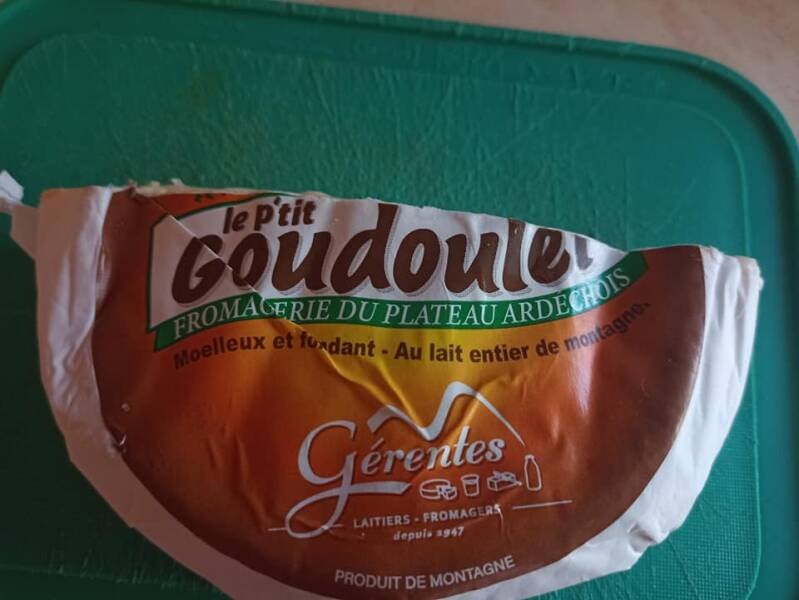 le p'tit
Goudoulet
FROMAGERIE DU PLATEAU ARDECHOIS
Moelleux et fondant - Au lait entier de montagne.
Gérentes
LAITIERS - FROMAGERS
depuis 1947
PRODUIT DE MONTAGNE